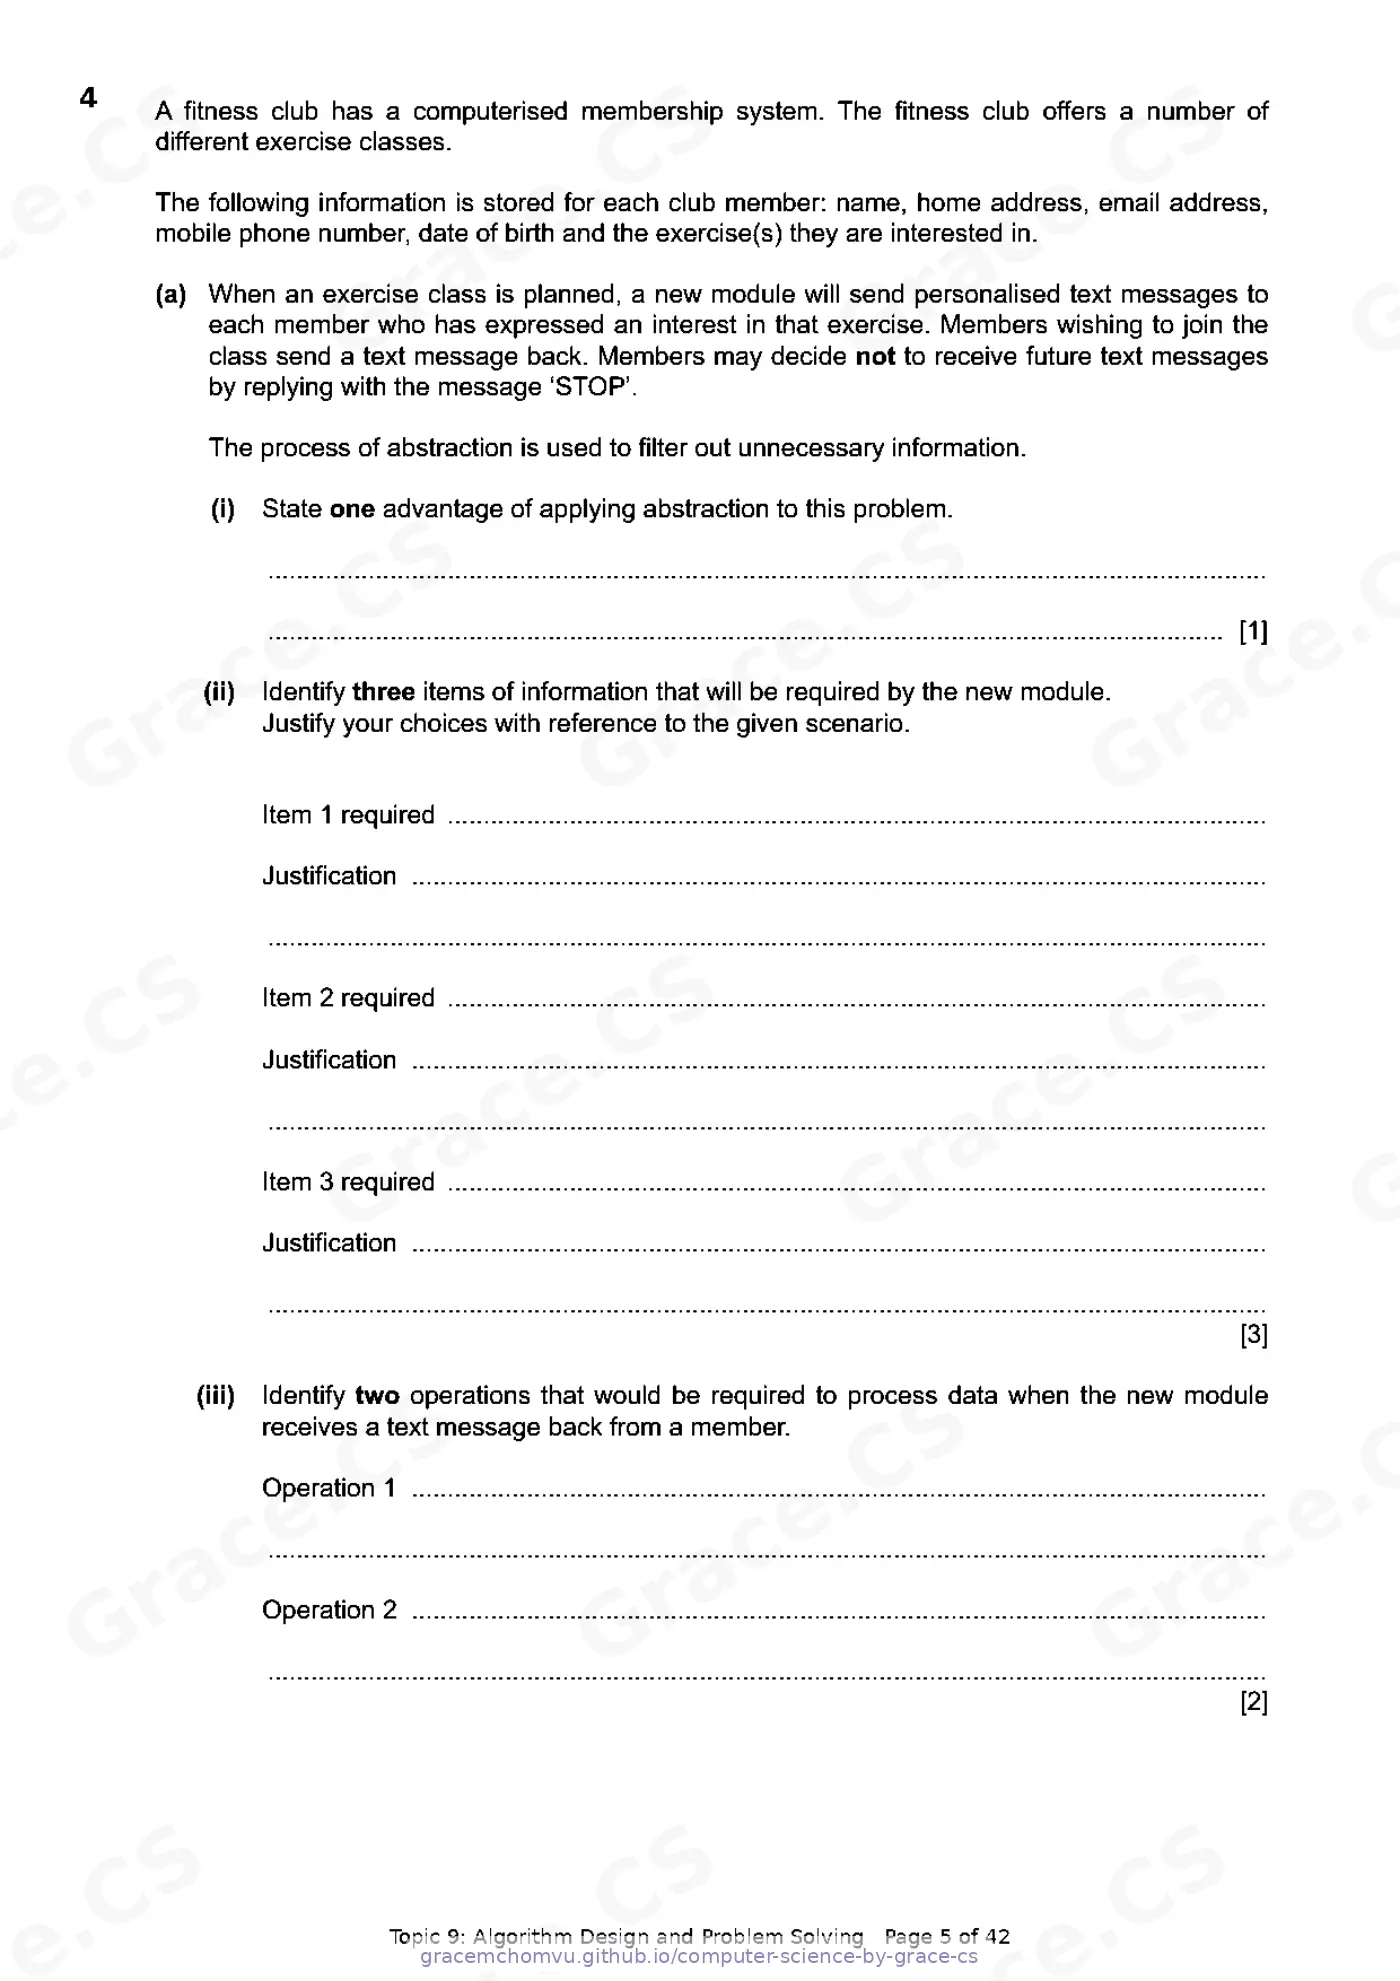 4
A fitness club has a computerised membership system. The fitness club offers a number of
different exercise classes.
The following information is stored for each club member: name, home address, email address,
mobile phone number, date of birth and the exercise(s) they are interested in.
(a) When an exercise class is planned, a new module will send personalised text messages to
each member who has expressed an interest in that exercise. Members wishing to join the
class send a text message back. Members may decide not to receive future text messages
by replying with the message ‘STOP’.
The process of abstraction is used to filter out unnecessary information.
(i) State one advantage of applying abstraction to this problem.
[1]
(ii) Identify three items of information that will be required by the new module.
Justify your choices with reference to the given scenario.
Item 1 required
Justification
Item 2 required
Justification
Item 3 required
Justification
[3]
(iii) Identify two operations that would be required to process data when the new module
receives a text message back from a member.
Operation 1
Operation 2
[2]
Topic 9: Algorithm Design and Problem Solving Page 5 of 42
gracemchomvu.github.io/computer-science-by-grace-cs
Grace.CS